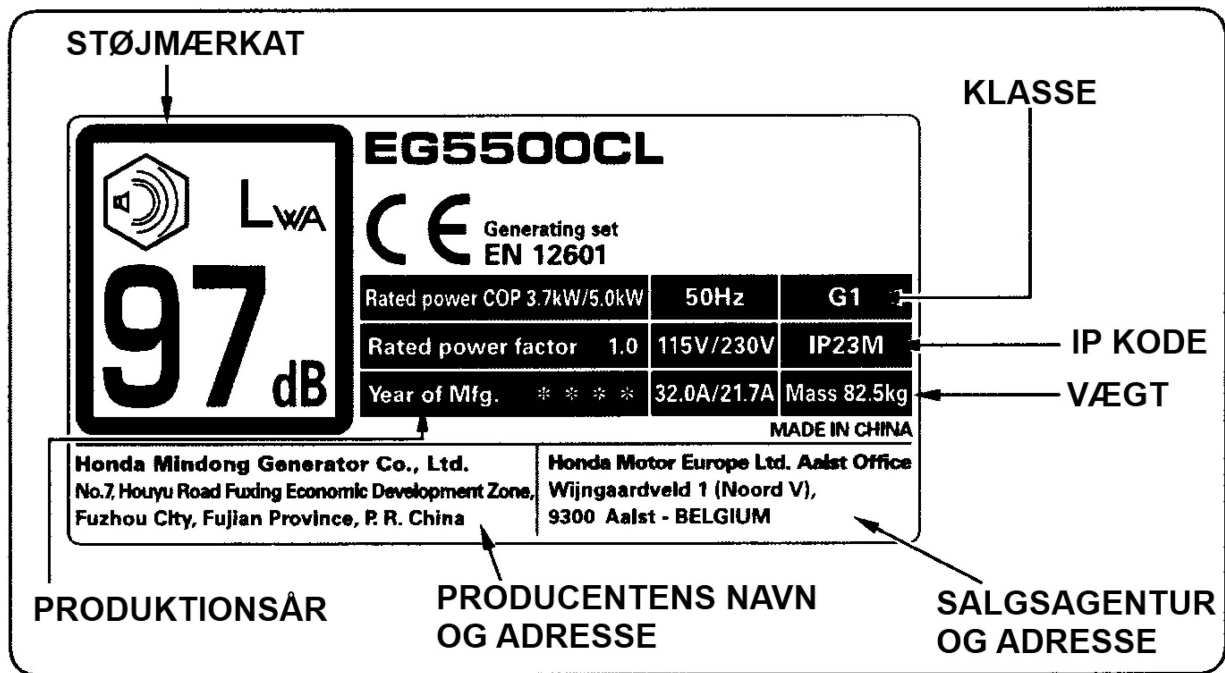 STØJMÆRKAT
KLASSE
EG5500CL
LWA
97 dB
CE Generating set
EN 12601
Rated power COP 3.7kW/5.0kW 50Hz G1
Rated power factor 1.0 115V/230V IP23M
IP KODE
Year of Mfg. * * * * 32.0A/21.7A Mass 82.5kg
VÆGT
MADE IN CHINA
Honda Mindong Generator Co., Ltd.
No.7, Houyu Road Fuxing Economic Development Zone,
Fuzhou City, Fujian Province, P. R. China
Honda Motor Europe Ltd. Aalst Office
Wijngaardveld 1 (Noord V),
9300 Aalst - BELGIUM
PRODUKTIONSÅR
PRODUCENTENS NAVN
OG ADRESSE
SALGSAGENTUR
OG ADRESSE